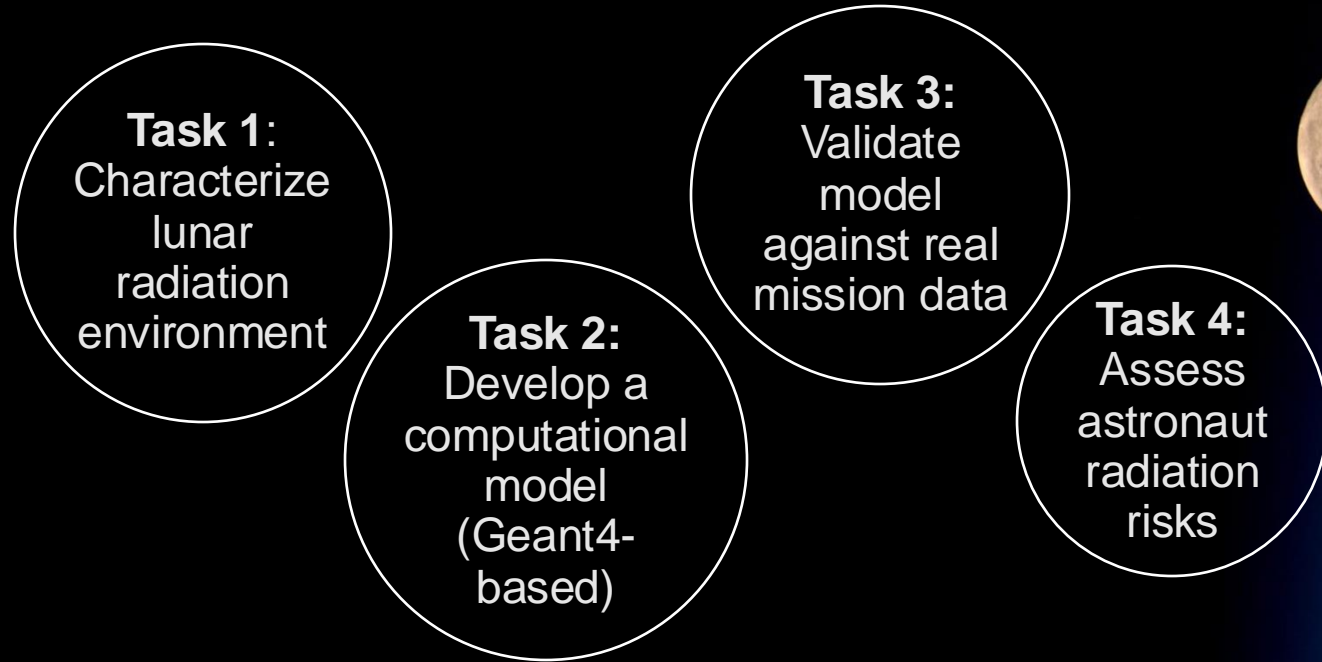 Task 1:
Characterize
lunar
radiation
environment
Task 2:
Develop a
computational
model
(Geant4-
based)
Task 3:
Validate
model
against real
mission data
Task 4:
Assess
astronaut
radiation
risks